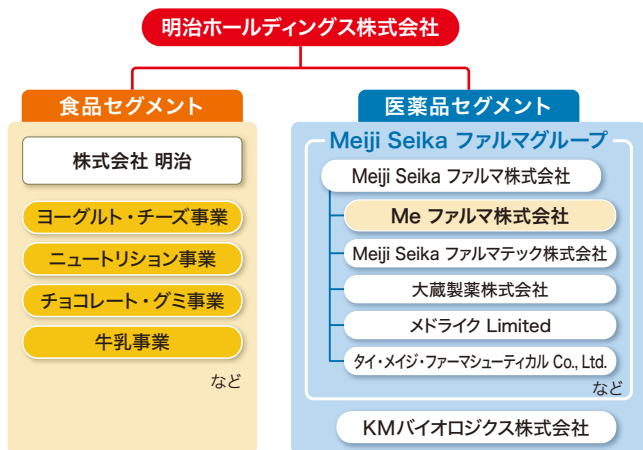 明治ホールディングス株式会社
食品セグメント
株式会社 明治
ヨーグルト・チーズ事業
ニュートリション事業
チョコレート・グミ事業
牛乳事業
など
医薬品セグメント
Meiji Seika ファルマグループ
Meiji Seika ファルマ株式会社
Me ファルマ株式会社
Meiji Seika ファルマテック株式会社
大蔵製薬株式会社
メドライク Limited
タイ・メイジ・ファーマシューティカル Co., Ltd.
など
KMバイオロジクス株式会社